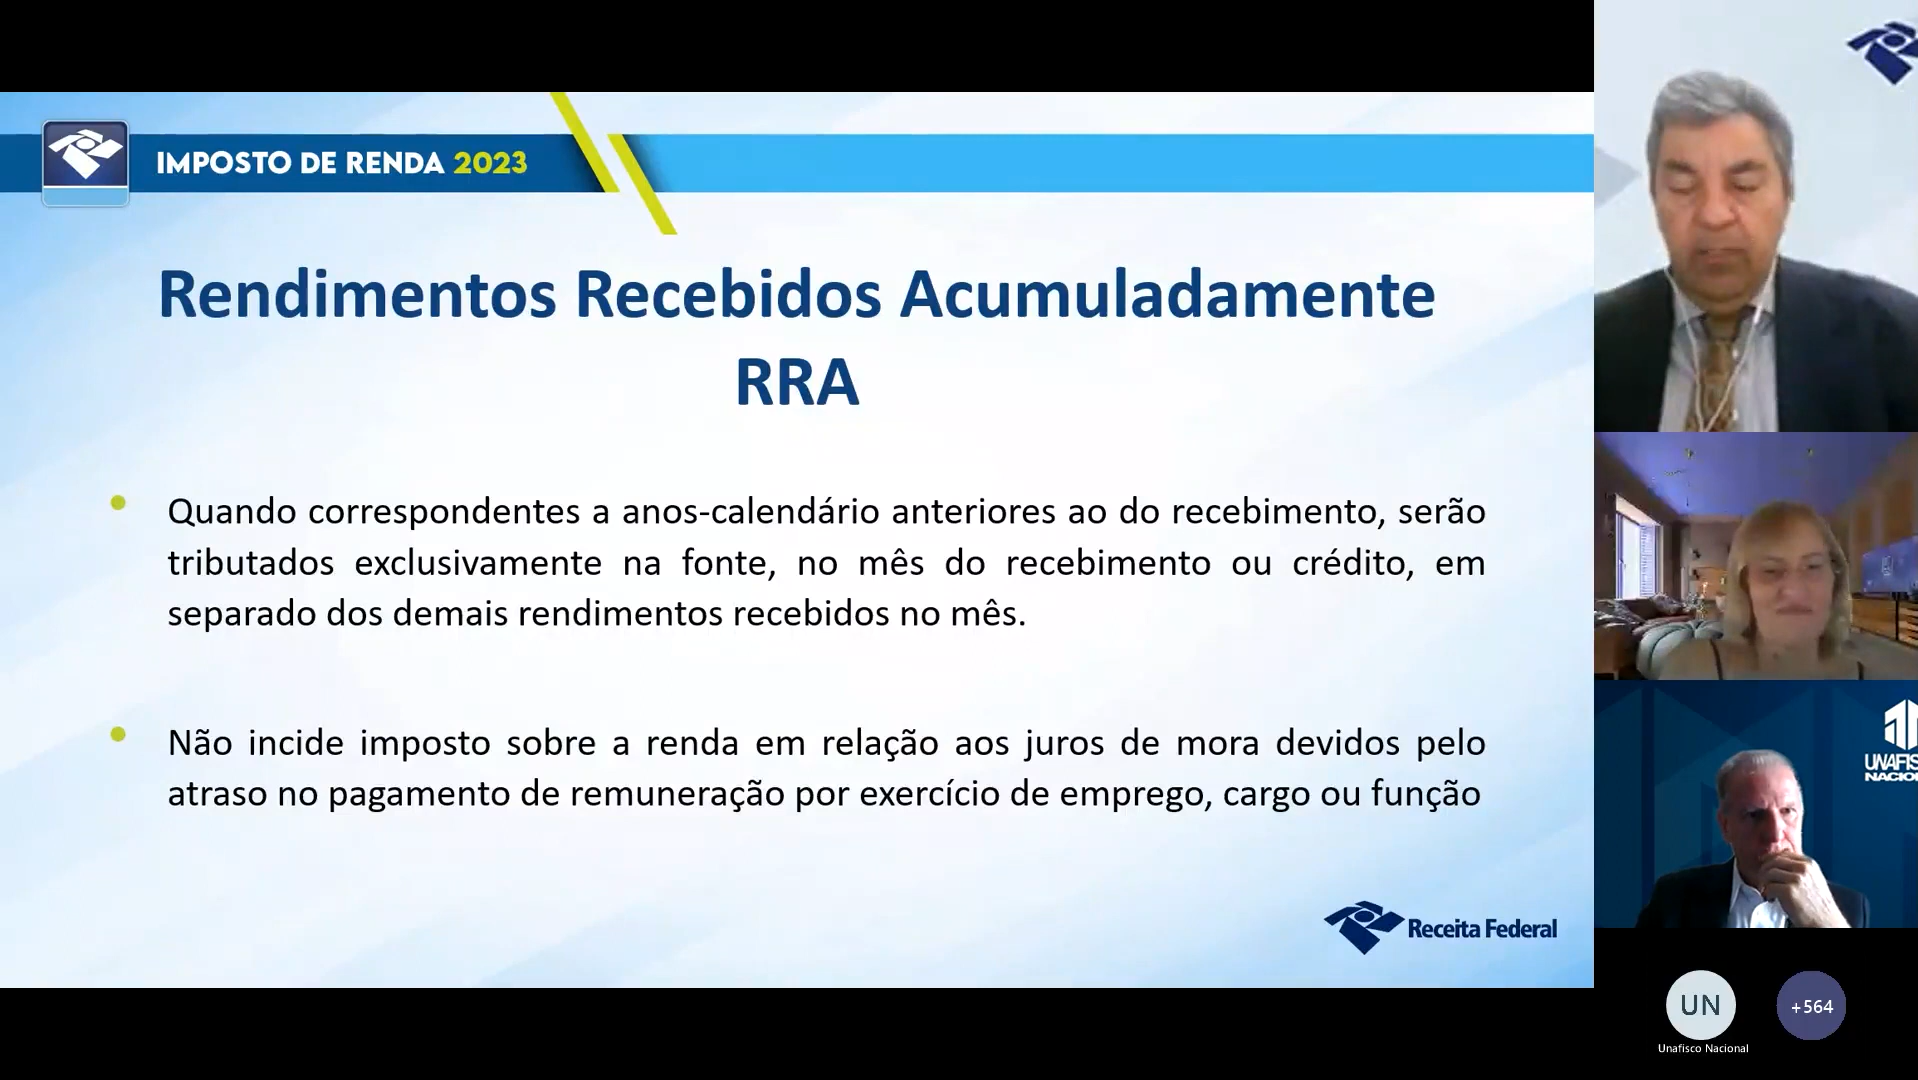 IMPOSTO DE RENDA 2023
Rendimentos Recebidos Acumuladamente
RRA
Quando correspondentes a anos-calendário anteriores ao do recebimento, serão
tributados exclusivamente na fonte, no mês do recebimento ou crédito, em
separado dos demais rendimentos recebidos no mês.
Não incide imposto sobre a renda em relação aos juros de mora devidos pelo
atraso no pagamento de remuneração por exercício de emprego, cargo ou função
Receita Federal
UNAFIS
NACIO
UN
+564
Unafisco Nacional